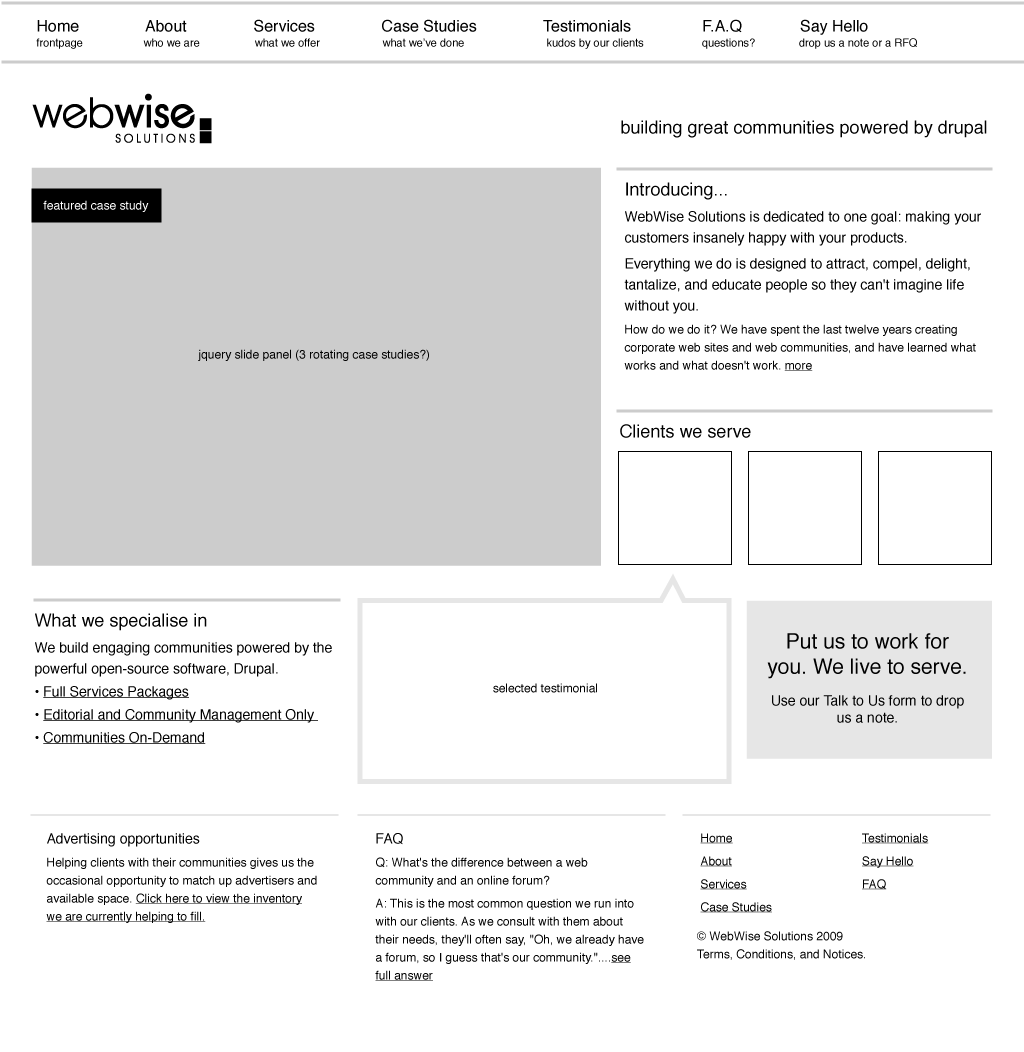 Home About Services Case Studies Testimonials F.A.Q Say Hello
frontpage who we are what we offer what we've done kudos by our clients questions? drop us a note or a RFQ
webwise
SOLUTIONS
building great communities powered by drupal
featured case study
jquery slide panel (3 rotating case studies?)
Introducing...
WebWise Solutions is dedicated to one goal: making your
customers insanely happy with your products.
Everything we do is designed to attract, compel, delight,
tantalize, and educate people so they can't imagine life
without you.
How do we do it? We have spent the last twelve years creating
corporate web sites and web communities, and have learned what
works and what doesn't work. more
Clients we serve
What we specialise in
We build engaging communities powered by the
powerful open-source software, Drupal.
• Full Services Packages
• Editorial and Community Management Only
• Communities On-Demand
selected testimonial
Put us to work for
you. We live to serve.
Use our Talk to Us form to drop
us a note.
Advertising opportunities
Helping clients with their communities gives us the
occasional opportunity to match up advertisers and
available space. Click here to view the inventory
we are currently helping to fill.
FAQ
Q: What's the difference between a web
community and an online forum?
A: This is the most common question we run into
with our clients. As we consult with them about
their needs, they'll often say, "Oh, we already have
a forum, so I guess that's our community."....see
full answer
Home
About
Services
Case Studies
Testimonials
Say Hello
FAQ
© WebWise Solutions 2009
Terms, Conditions, and Notices.